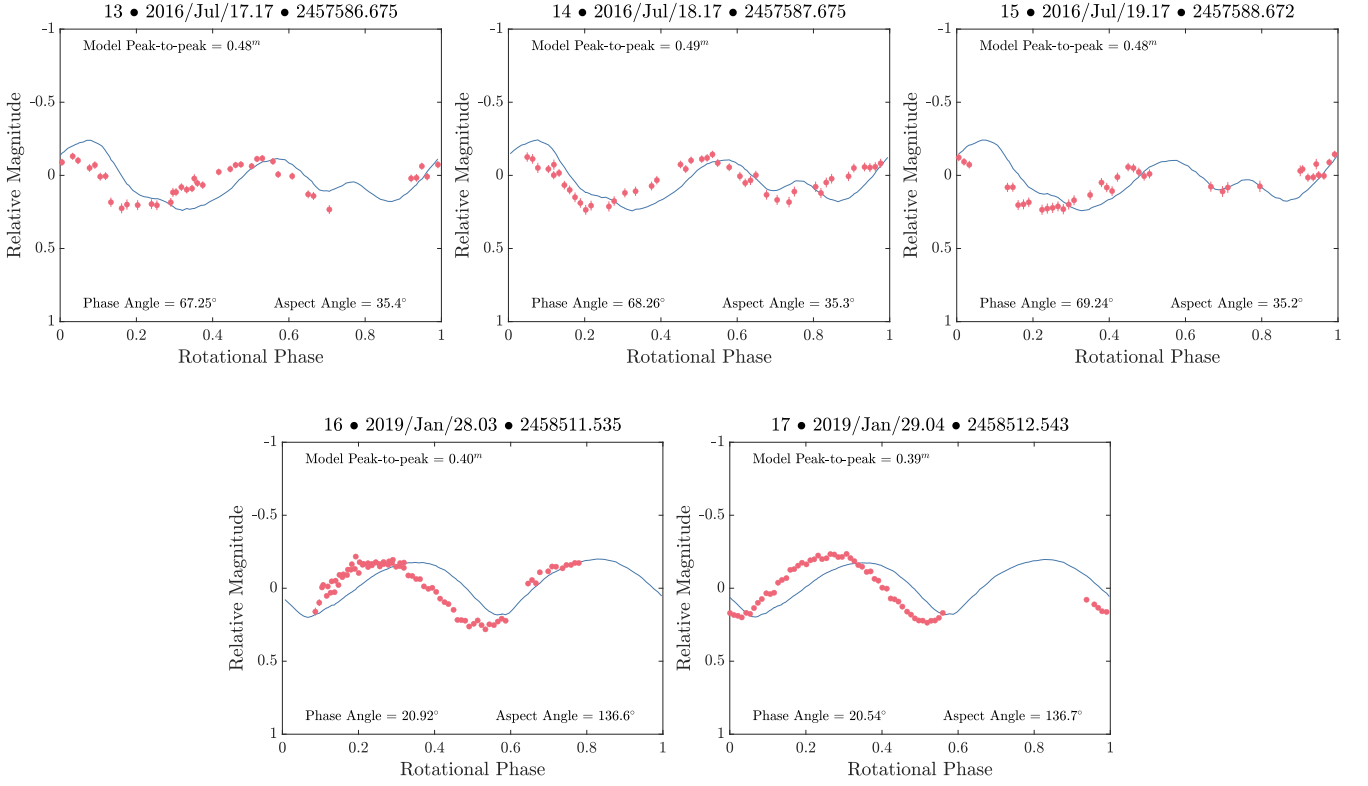 13 • 2016/Jul/17.17 • 2457586.675
Model Peak-to-peak = 0.48ᵐ
Relative Magnitude
-1
-0.5
0
0.5
1
Phase Angle = 67.25°
Aspect Angle = 35.4°
0 0.2 0.4 0.6 0.8 1
Rotational Phase
14 • 2016/Jul/18.17 • 2457587.675
Model Peak-to-peak = 0.49ᵐ
Relative Magnitude
-1
-0.5
0
0.5
1
Phase Angle = 68.26°
Aspect Angle = 35.3°
0 0.2 0.4 0.6 0.8 1
Rotational Phase
15 • 2016/Jul/19.17 • 2457588.672
Model Peak-to-peak = 0.48ᵐ
Relative Magnitude
-1
-0.5
0
0.5
1
Phase Angle = 69.24°
Aspect Angle = 35.2°
0 0.2 0.4 0.6 0.8 1
Rotational Phase
16 • 2019/Jan/28.03 • 2458511.535
Model Peak-to-peak = 0.40ᵐ
Relative Magnitude
-1
-0.5
0
0.5
1
Phase Angle = 20.92°
Aspect Angle = 136.6°
0 0.2 0.4 0.6 0.8 1
Rotational Phase
17 • 2019/Jan/29.04 • 2458512.543
Model Peak-to-peak = 0.39ᵐ
Relative Magnitude
-1
-0.5
0
0.5
1
Phase Angle = 20.54°
Aspect Angle = 136.7°
0 0.2 0.4 0.6 0.8 1
Rotational Phase